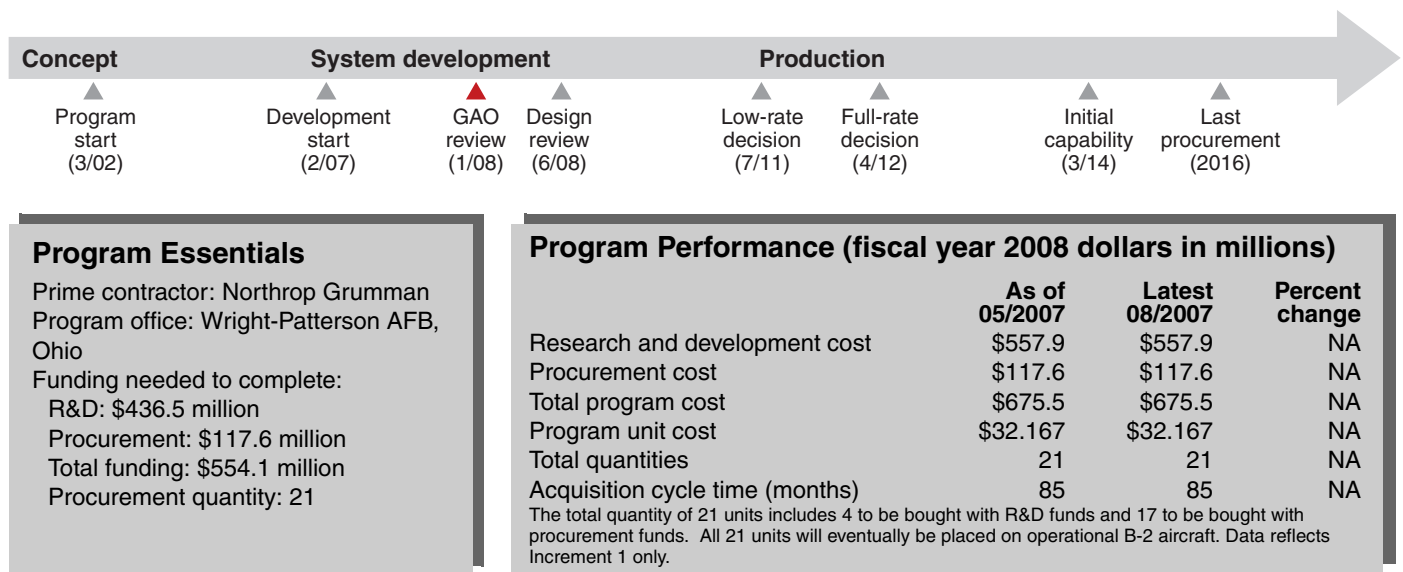 Concept System development Production
Program start (3/02)
Development start (2/07)
GAO review (1/08)
Design review (6/08)
Low-rate decision (7/11)
Full-rate decision (4/12)
Initial capability (3/14)
Last procurement (2016)
Program Essentials
Prime contractor: Northrop Grumman
Program office: Wright-Patterson AFB,
Ohio
Funding needed to complete:
R&D: $436.5 million
Procurement: $117.6 million
Total funding: $554.1 million
Procurement quantity: 21
Program Performance (fiscal year 2008 dollars in millions)
As of 05/2007 Latest 08/2007 Percent change
Research and development cost $557.9 $557.9 NA
Procurement cost $117.6 $117.6 NA
Total program cost $675.5 $675.5 NA
Program unit cost $32.167 $32.167 NA
Total quantities 21 21 NA
Acquisition cycle time (months) 85 85 NA
The total quantity of 21 units includes 4 to be bought with R&D funds and 17 to be bought with
procurement funds. All 21 units will eventually be placed on operational B-2 aircraft. Data reflects
Increment 1 only.